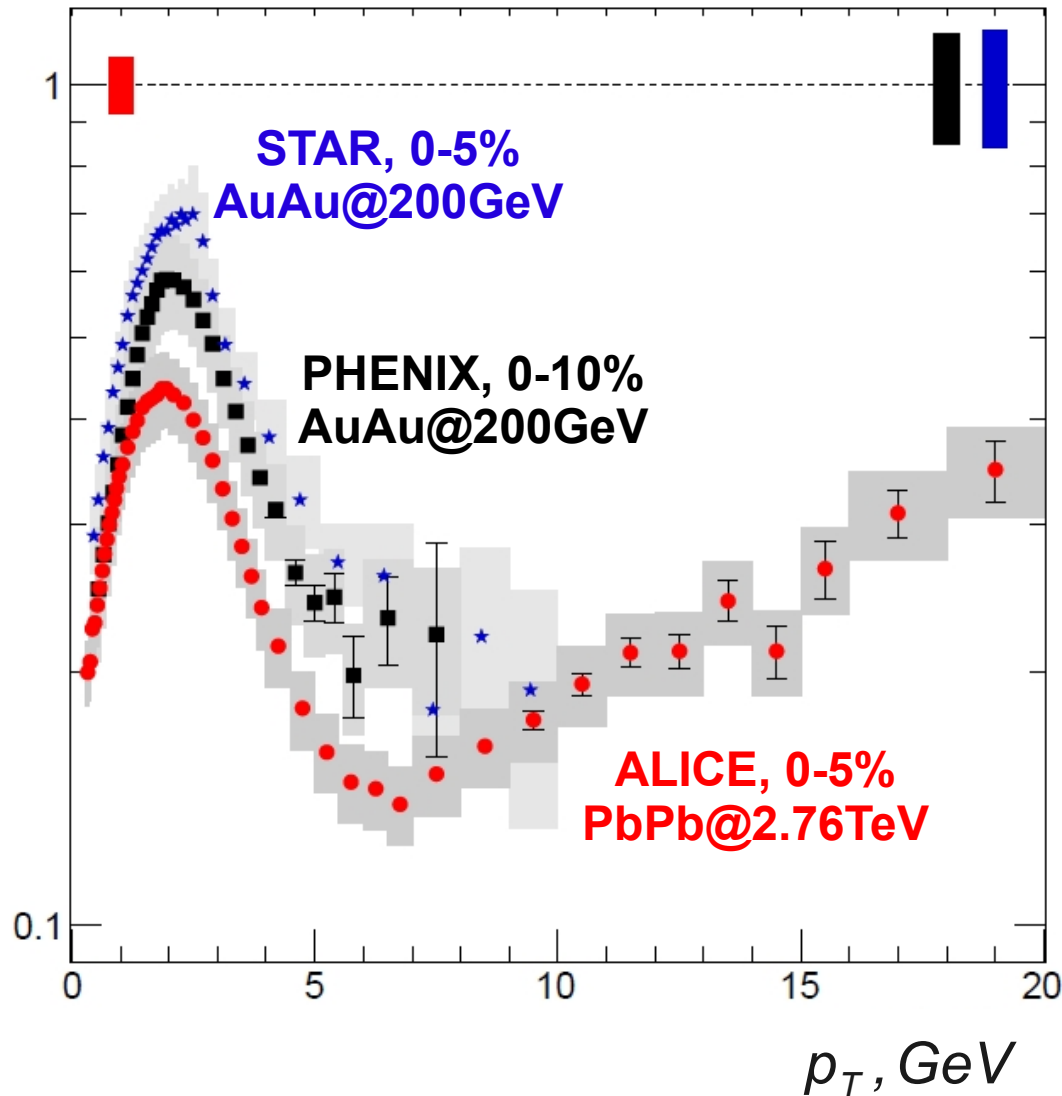 1
STAR, 0-5%
AuAu@200GeV
PHENIX, 0-10%
AuAu@200GeV
ALICE, 0-5%
PbPb@2.76TeV
0.1
0 5 10 15 20
p_T , GeV